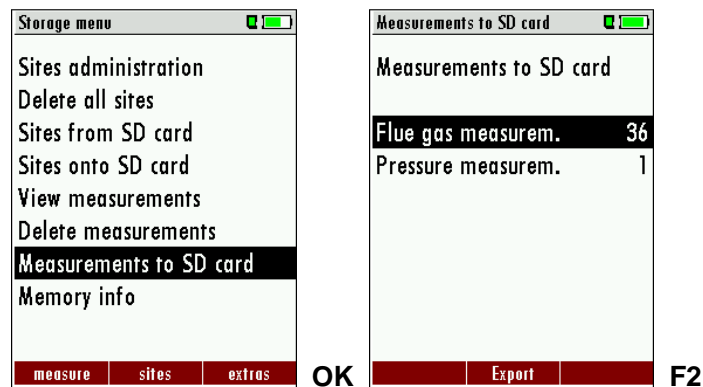 Storage menu
Sites administration
Delete all sites
Sites from SD card
Sites onto SD card
View measurements
Delete measurements
Measurements to SD card
Memory info
measure sites extras
OK
Measurements to SD card
Measurements to SD card
Flue gas measurem. 36
Pressure measurem. 1
Export
F2